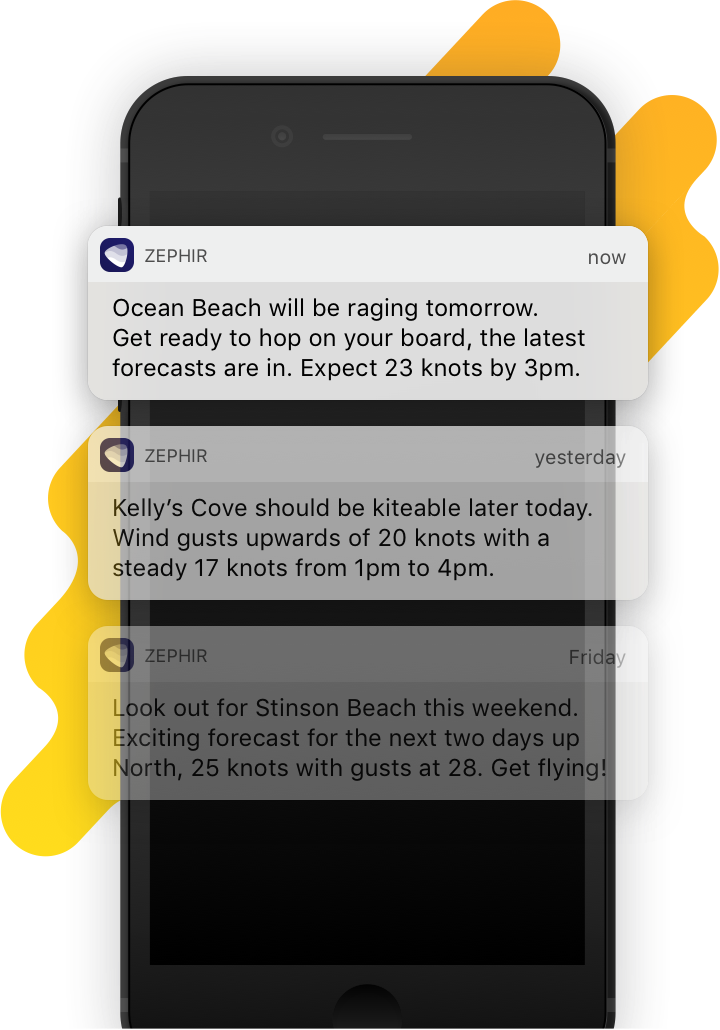 ZEPHIR
now
Ocean Beach will be raging tomorrow.
Get ready to hop on your board, the latest
forecasts are in. Expect 23 knots by 3pm.
ZEPHIR
yesterday
Kelly’s Cove should be kiteable later today.
Wind gusts upwards of 20 knots with a
steady 17 knots from 1pm to 4pm.
ZEPHIR
Friday
Look out for Stinson Beach this weekend.
Exciting forecast for the next two days up
North, 25 knots with gusts at 28. Get flying!